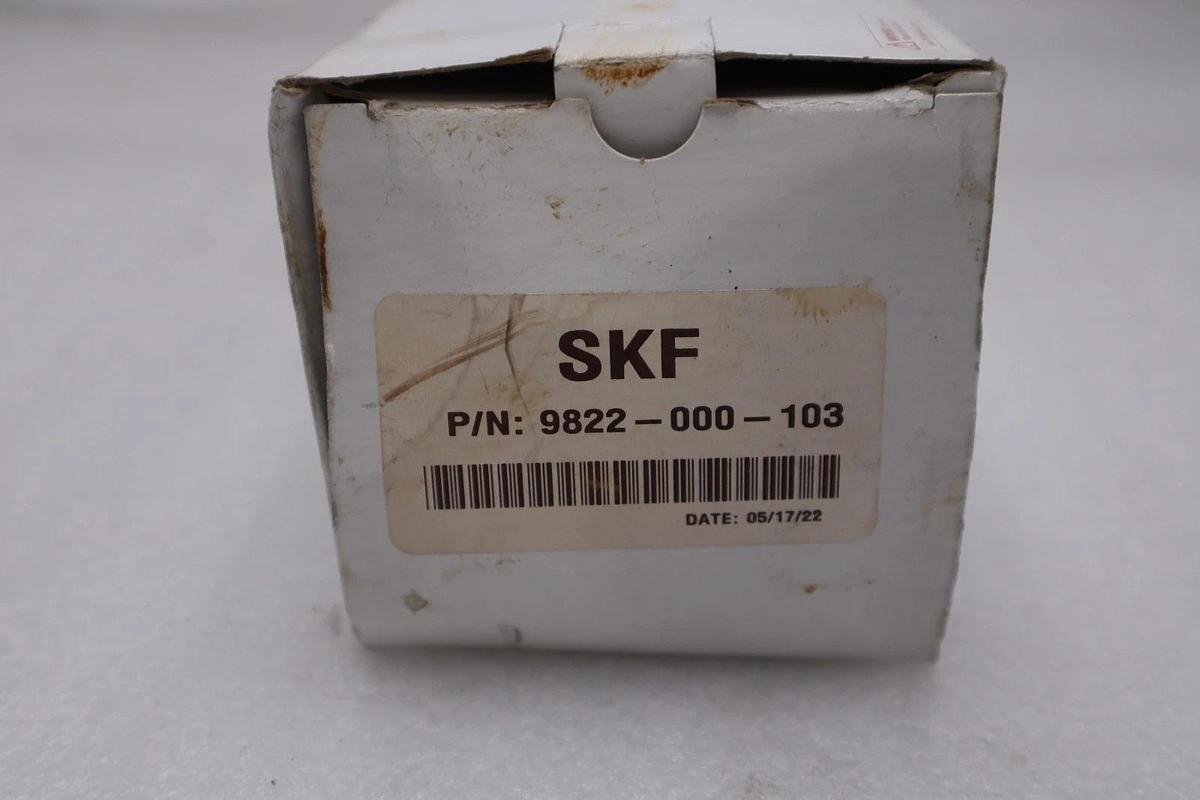 SKF
P/N: 9822-000-103
DATE: 05/17/22